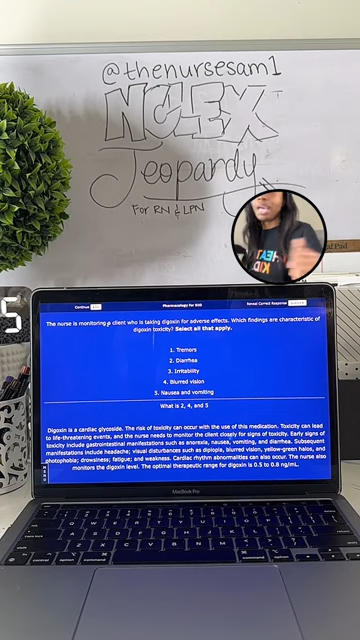 @thenursesam1
NCLEX
Jeopardy
For RN & LPN
Pharmacology for 500
Continue
Reveal Correct Response
The nurse is monitoring a client who is taking digoxin for adverse effects. Which findings are characteristic of
digoxin toxicity? Select all that apply.
1. Tremors
2. Diarrhea
3. Irritability
4. Blurred vision
5. Nausea and vomiting
What is 2, 4, and 5
Digoxin is a cardiac glycoside. The risk of toxicity can occur with the use of this medication. Toxicity can
lead to life-threatening events, and the nurse needs to monitor the client closely for signs of toxicity. Early signs of
toxicity include gastrointestinal manifestations such as anorexia, nausea, vomiting, and diarrhea. Subsequent
manifestations include headache; visual disturbances such as diplopia, blurred vision, yellow-green halos, and
photophobia; drowsiness; fatigue; and weakness. Cardiac rhythm abnormalities can also occur. The nurse also
monitors the digoxin level. The optimal therapeutic range for digoxin is 0.5 to 0.8 ng/mL.
MacBook Pro